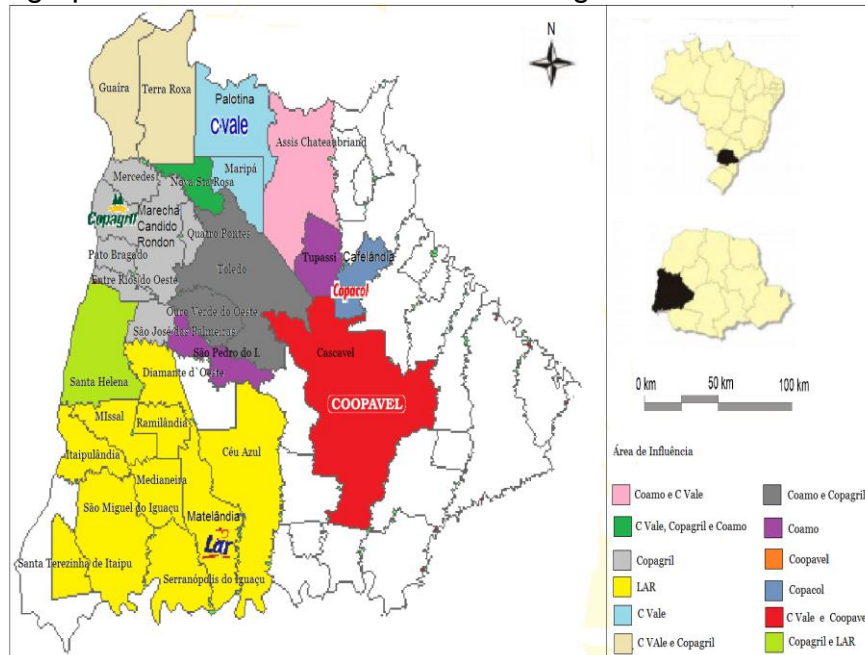 N
Guaíra
Terra Roxa
Palotina
c.vale
Assis Chateaubriand
Maripá
Mercedes
Nova Sta Rosa
Copagril
Marecha
Candido
Rondon
Quatro Pontes
Toledo
Tupassi
Cafelândia
Copacol
Pato Bragado
Entre Rios do Oeste
Ouro Verde do Oeste
São José das Palmeiras
São Pedro do I.
Cascavel
COOPAVEL
Diamante d'Oeste
Santa Helena
MIssal
Ramilândia
Céu Azul
Itaipulândia
Medianeira
São Miguel do Iguaçu
Matelândia
Lar
Santa Terezinha de Itaipu
Serranópolis do Iguaçu
0 km 50 km 100 km
Área de Influência
Coamo e C Vale
C Vale, Copagril e Coamo
Copagril
LAR
C Vale
C VAle e Copagril
Coamo e Copagril
Coamo
Coopavel
Copacol
C Vale e Coopave
Copagril e LAR